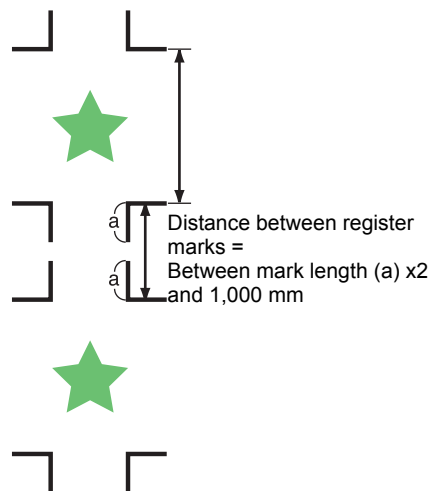 a
Distance between register
marks =
a
Between mark length (a) x2
and 1,000 mm